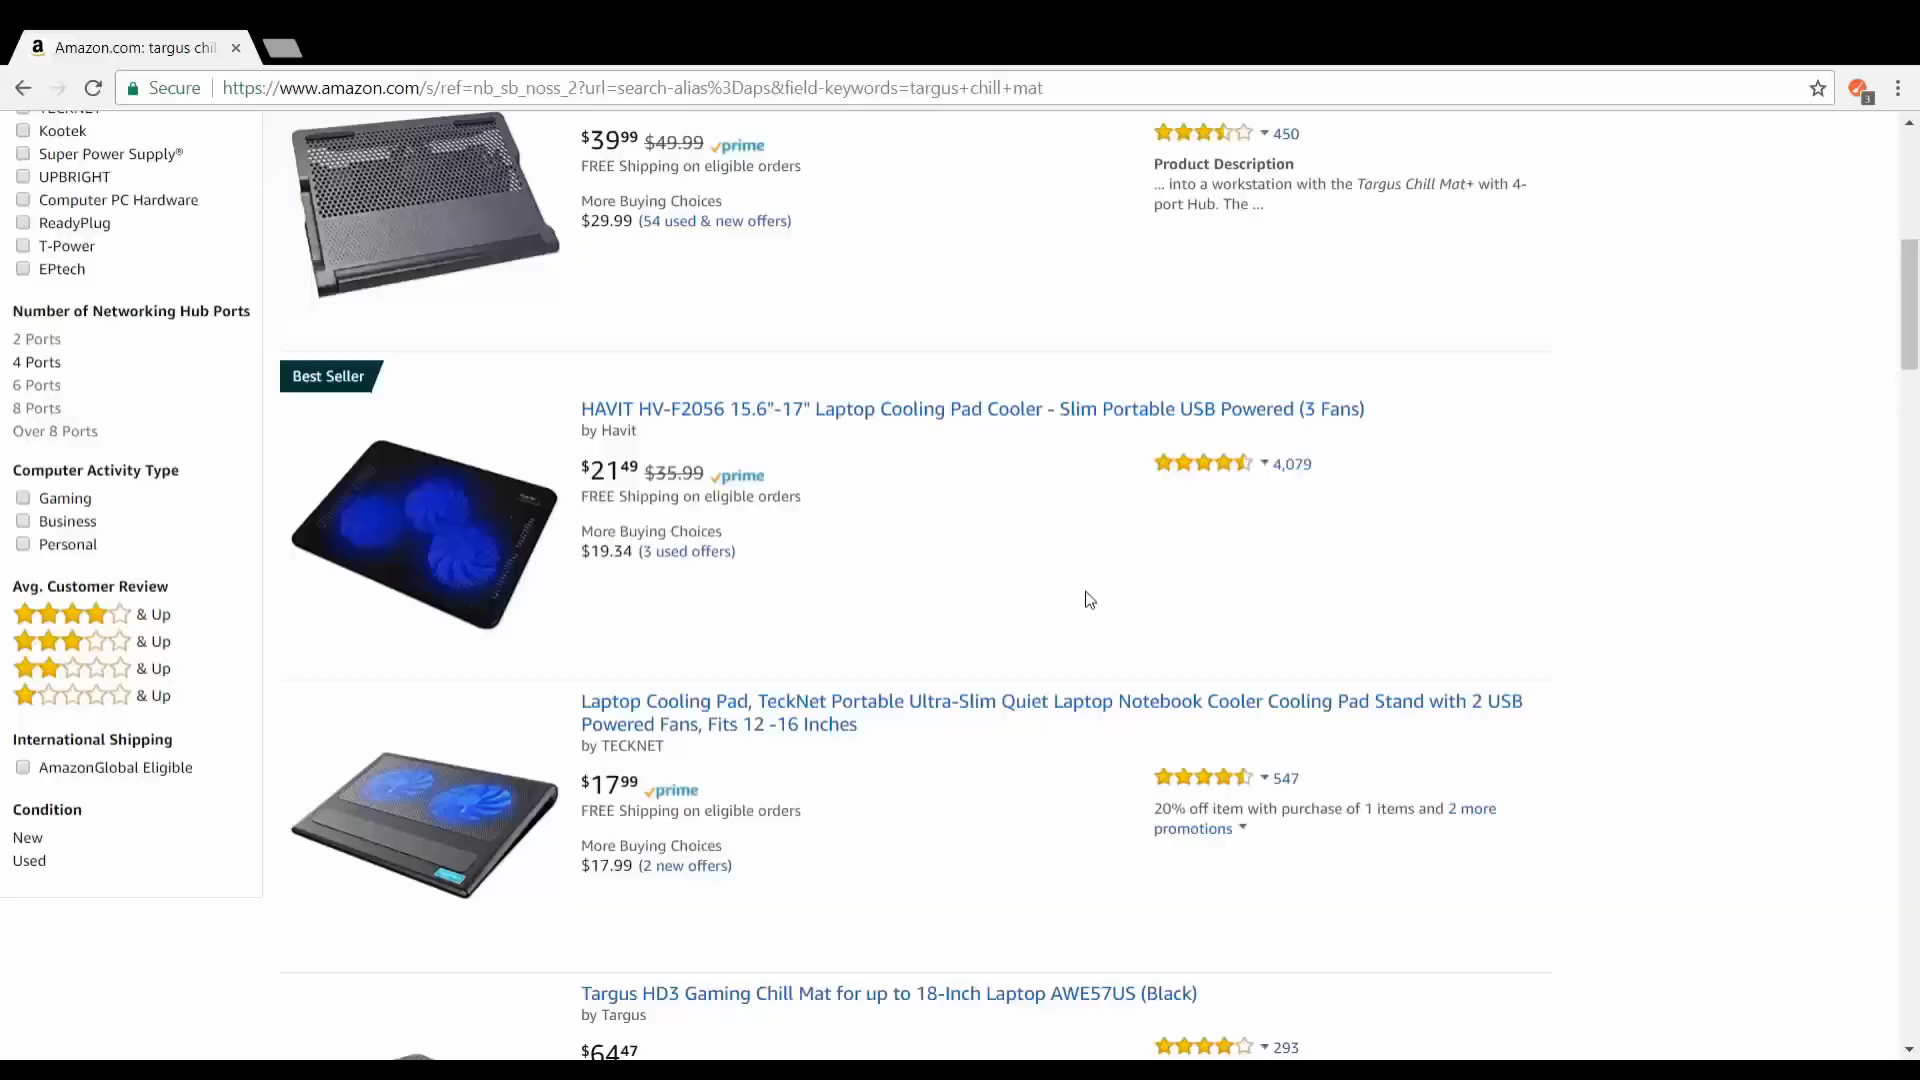 Amazon.com: targus chil
Secure https://www.amazon.com/s/ref=nb_sb_noss_2?url=search-alias%3Daps&field-keywords=targus+chill+mat
3
Kootek
Super Power Supply®
UPBRIGHT
Computer PC Hardware
ReadyPlug
T-Power
EPtech
Number of Networking Hub Ports
2 Ports
4 Ports
6 Ports
8 Ports
Over 8 Ports
Computer Activity Type
Gaming
Business
Personal
Avg. Customer Review
& Up
& Up
& Up
& Up
International Shipping
AmazonGlobal Eligible
Condition
New
Used
$39.99 $49.99 prime
FREE Shipping on eligible orders
More Buying Choices
$29.99 (54 used & new offers)
450
Product Description
... into a workstation with the Targus Chill Mat+ with 4-
port Hub. The ...
Best Seller
HAVIT HV-F2056 15.6"-17" Laptop Cooling Pad Cooler - Slim Portable USB Powered (3 Fans)
by Havit
$21.49 $35.99 prime
FREE Shipping on eligible orders
More Buying Choices
$19.34 (3 used offers)
4,079
Laptop Cooling Pad, TeckNet Portable Ultra-Slim Quiet Laptop Notebook Cooler Cooling Pad Stand with 2 USB
Powered Fans, Fits 12 -16 Inches
by TECKNET
$17.99 prime
FREE Shipping on eligible orders
More Buying Choices
$17.99 (2 new offers)
547
20% off item with purchase of 1 items and 2 more
promotions
Targus HD3 Gaming Chill Mat for up to 18-Inch Laptop AWE57US (Black)
by Targus
$64.47
293